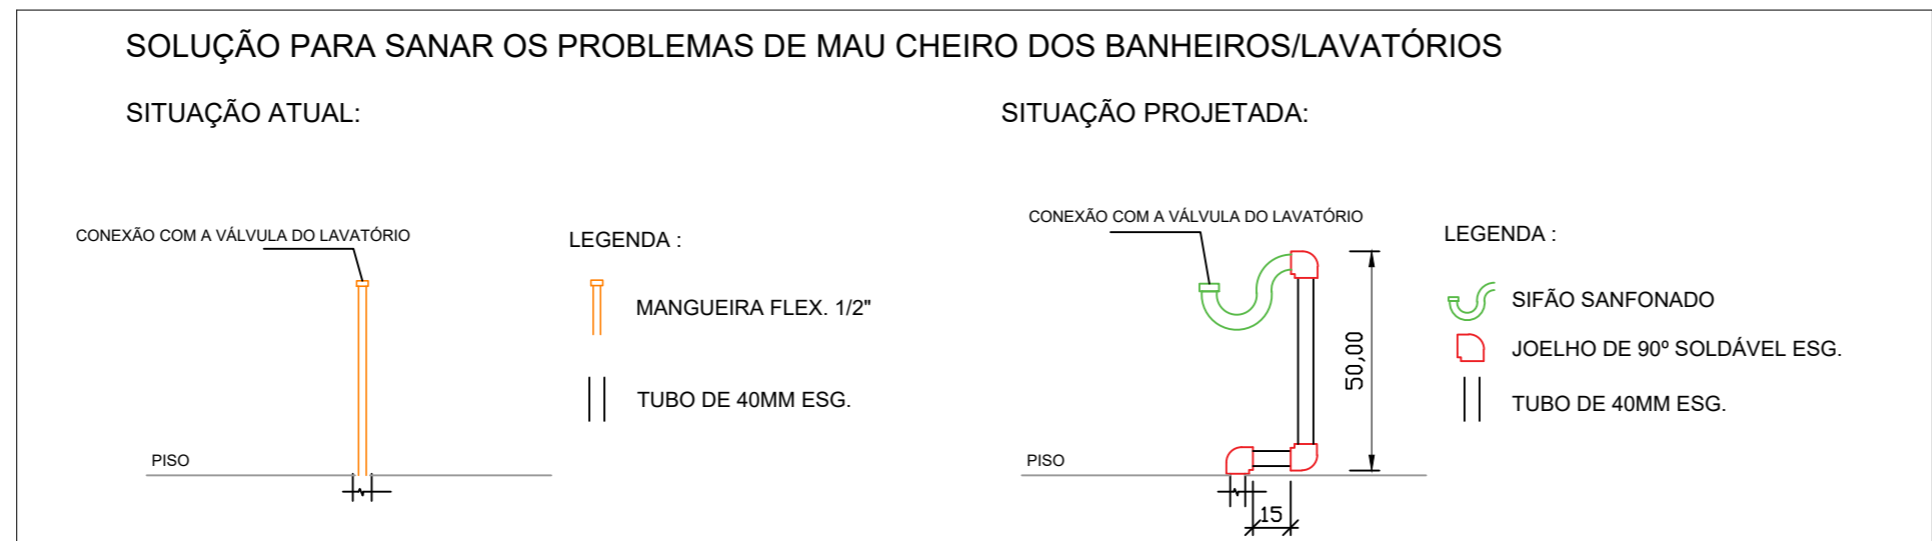 SOLUÇÃO PARA SANAR OS PROBLEMAS DE MAU CHEIRO DOS BANHEIROS/LAVATÓRIOS
SITUAÇÃO ATUAL:
CONEXÃO COM A VÁLVULA DO LAVATÓRIO
LEGENDA :
MANGUEIRA FLEX. 1/2"
TUBO DE 40MM ESG.
PISO
SITUAÇÃO PROJETADA:
CONEXÃO COM A VÁLVULA DO LAVATÓRIO
50,00
LEGENDA :
SIFÃO SANFONADO
JOELHO DE 90º SOLDÁVEL ESG.
TUBO DE 40MM ESG.
PISO
15